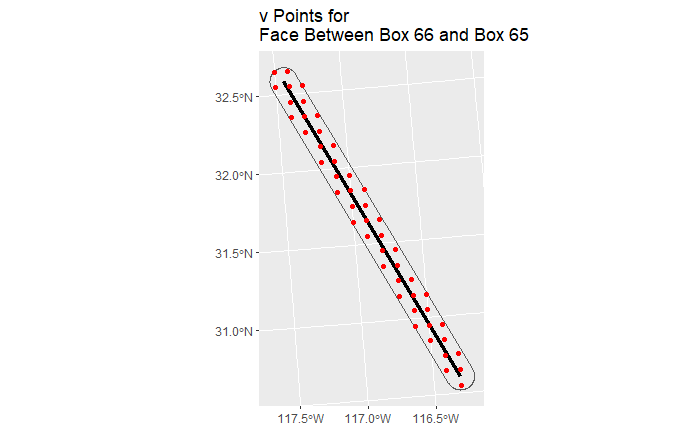 v Points for
Face Between Box 66 and Box 65
32.5°N
32.0°N
31.5°N
31.0°N
117.5°W
117.0°W
116.5°W